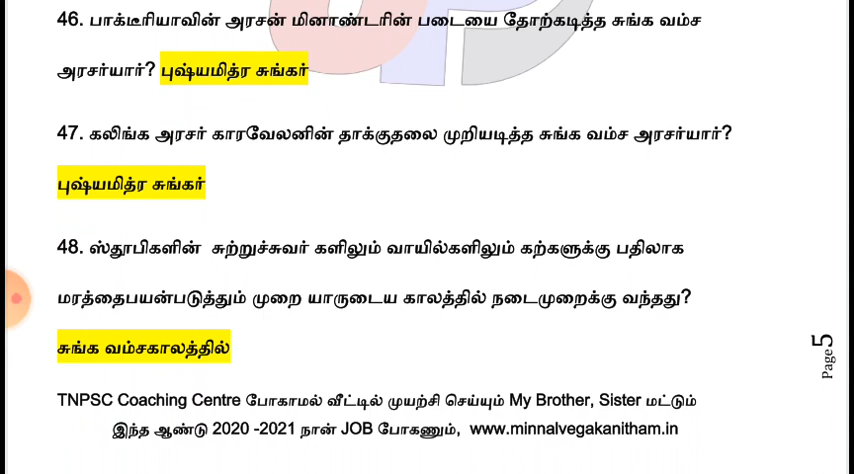 46. பாக்டீரியாவின் அரசன் மினாண்டரின் படையை தோற்கடித்த சுங்க வம்ச
அரசர்யார்? புஷ்யமித்ர சுங்கர்
47. கலிங்க அரசர் காரவேலனின் தாக்குதலை முறியடித்த சுங்க வம்ச அரசர்யார்?
புஷ்யமித்ர சுங்கர்
48. ஸ்தூபிகளின் சுற்றுச்சுவர் களிலும் வாயில்களிலும் கற்களுக்கு பதிலாக
மரத்தைபயன்படுத்தும் முறை யாருடைய காலத்தில் நடைமுறைக்கு வந்தது?
சுங்க வம்சகாலத்தில்
Page5
TNPSC Coaching Centre போகாமல் வீட்டில் முயற்சி செய்யும் My Brother, Sister மட்டும்
இந்த ஆண்டு 2020 -2021 நான் JOB போகணும், www.minnalvegakanitham.in